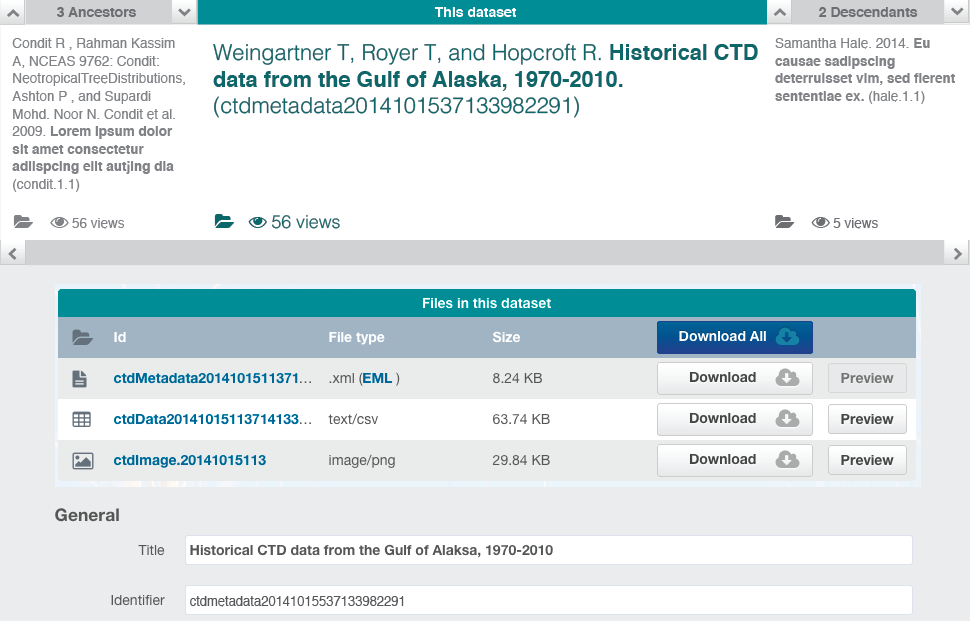 3 Ancestors
This dataset
2 Descendants
Condit R , Rahman Kassim
A, NCEAS 9762: Condit:
NeotropicalTreeDistributions,
Ashton P , and Supardi
Mohd. Noor N. Condit et al.
2009. Lorem ipsum dolor
sit amet consectetur
adiispcing elit autjing dia
(condit.1.1)
56 views
Weingartner T, Royer T, and Hopcroft R. Historical CTD
data from the Gulf of Alaska, 1970-2010.
(ctdmetadata2014101537133982291)
56 views
Samantha Hale. 2014. Eu
causae sadipscing
deterruisset vim, sed fierent
sententiae ex. (hale.1.1)
5 views
Files in this dataset
Id File type Size Download All
ctdMetadata2014101511371... .xml (EML ) 8.24 KB Download Preview
ctdData20141015113714133... text/csv 63.74 KB Download Preview
ctdImage.20141015113 image/png 29.84 KB Download Preview
General
Title Historical CTD data from the Gulf of Alaksa, 1970-2010
Identifier ctdmetadata20141015537133982291